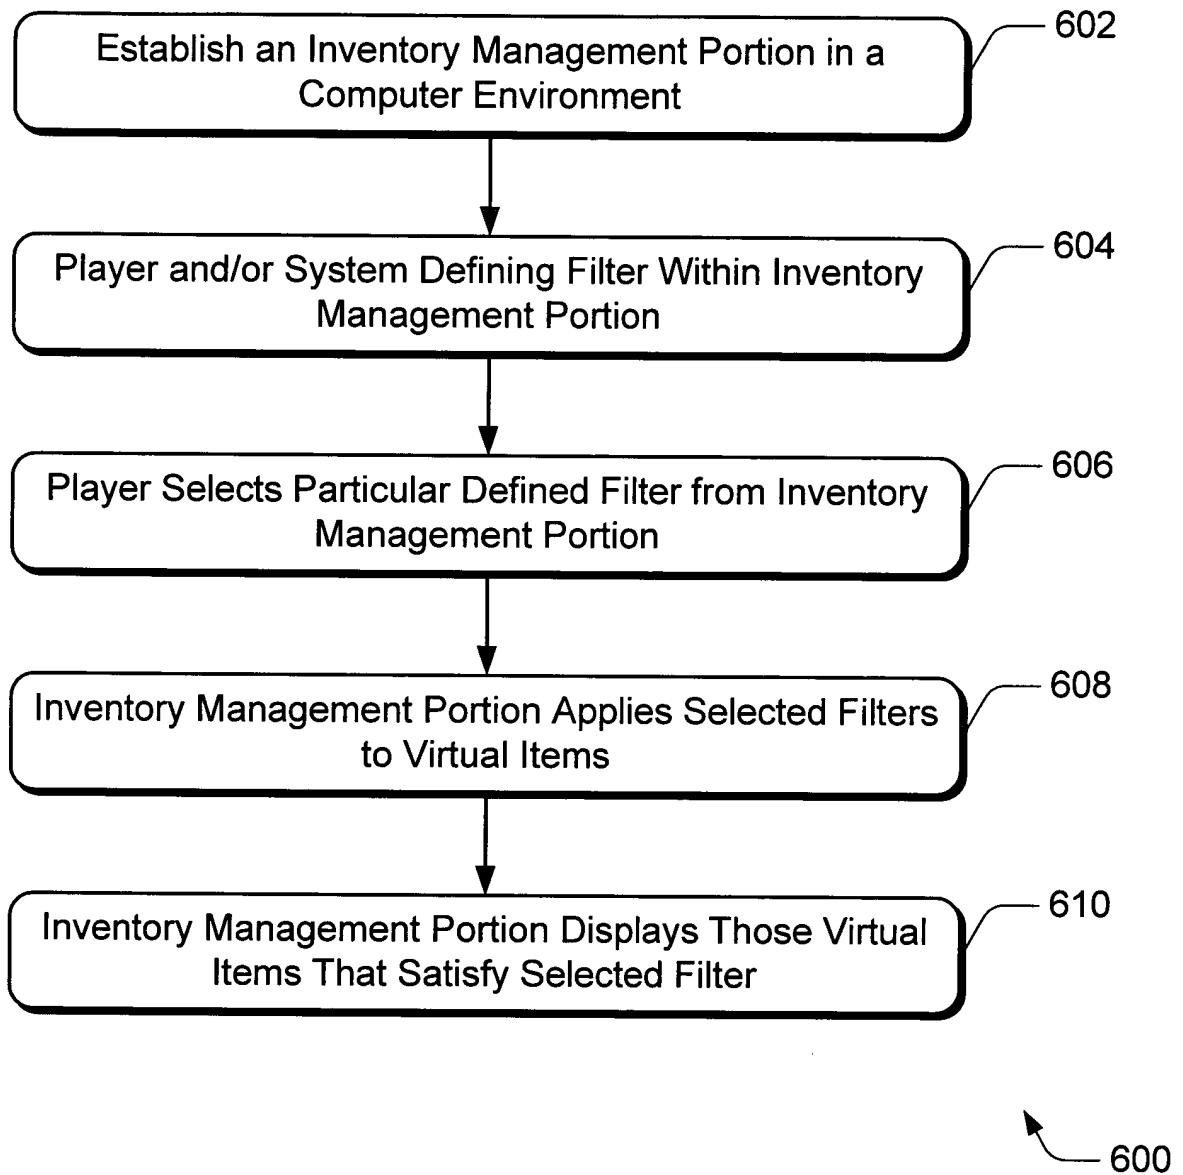 Establish an Inventory Management Portion in a
Computer Environment
602
Player and/or System Defining Filter Within Inventory
Management Portion
604
Player Selects Particular Defined Filter from Inventory
Management Portion
606
Inventory Management Portion Applies Selected Filters
to Virtual Items
608
Inventory Management Portion Displays Those Virtual
Items That Satisfy Selected Filter
610
600